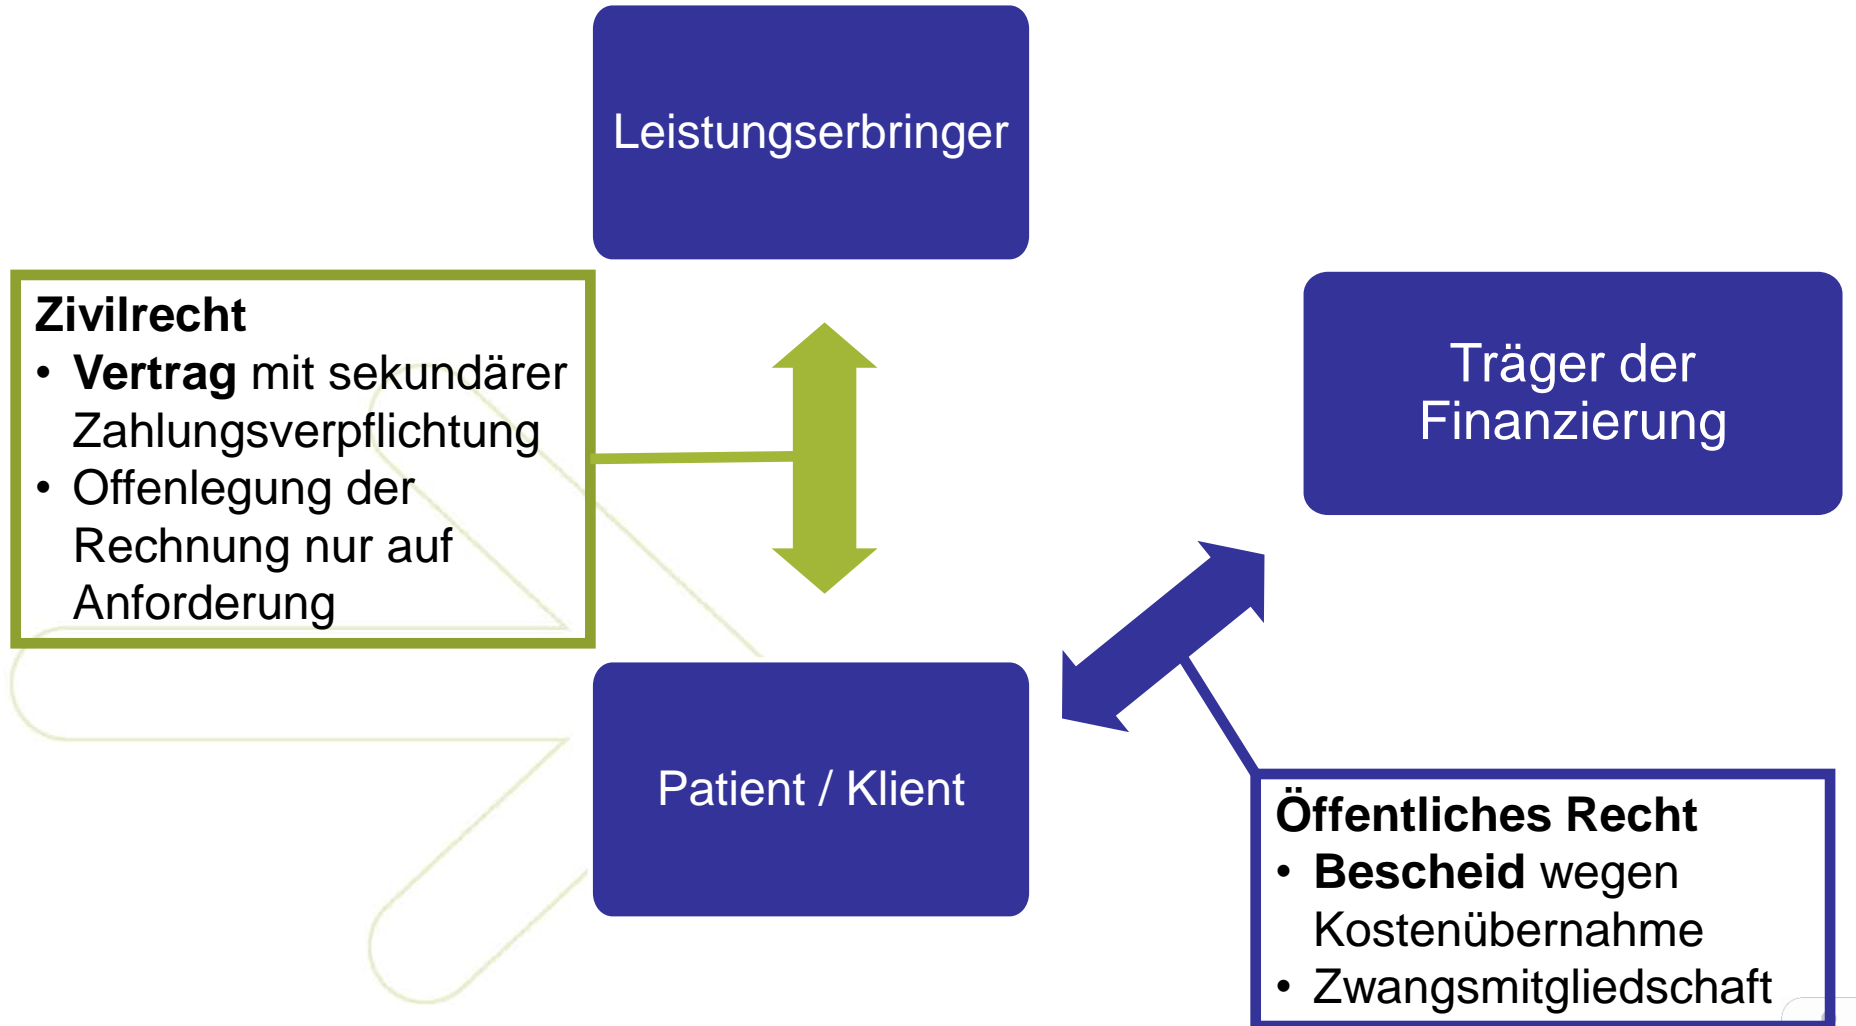 Leistungserbringer
Zivilrecht
• Vertrag mit sekundärer
Zahlungsverpflichtung
• Offenlegung der
Rechnung nur auf
Anforderung
Träger der
Finanzierung
Patient / Klient
Öffentliches Recht
• Bescheid wegen
Kostenübernahme
• Zwangsmitgliedschaft